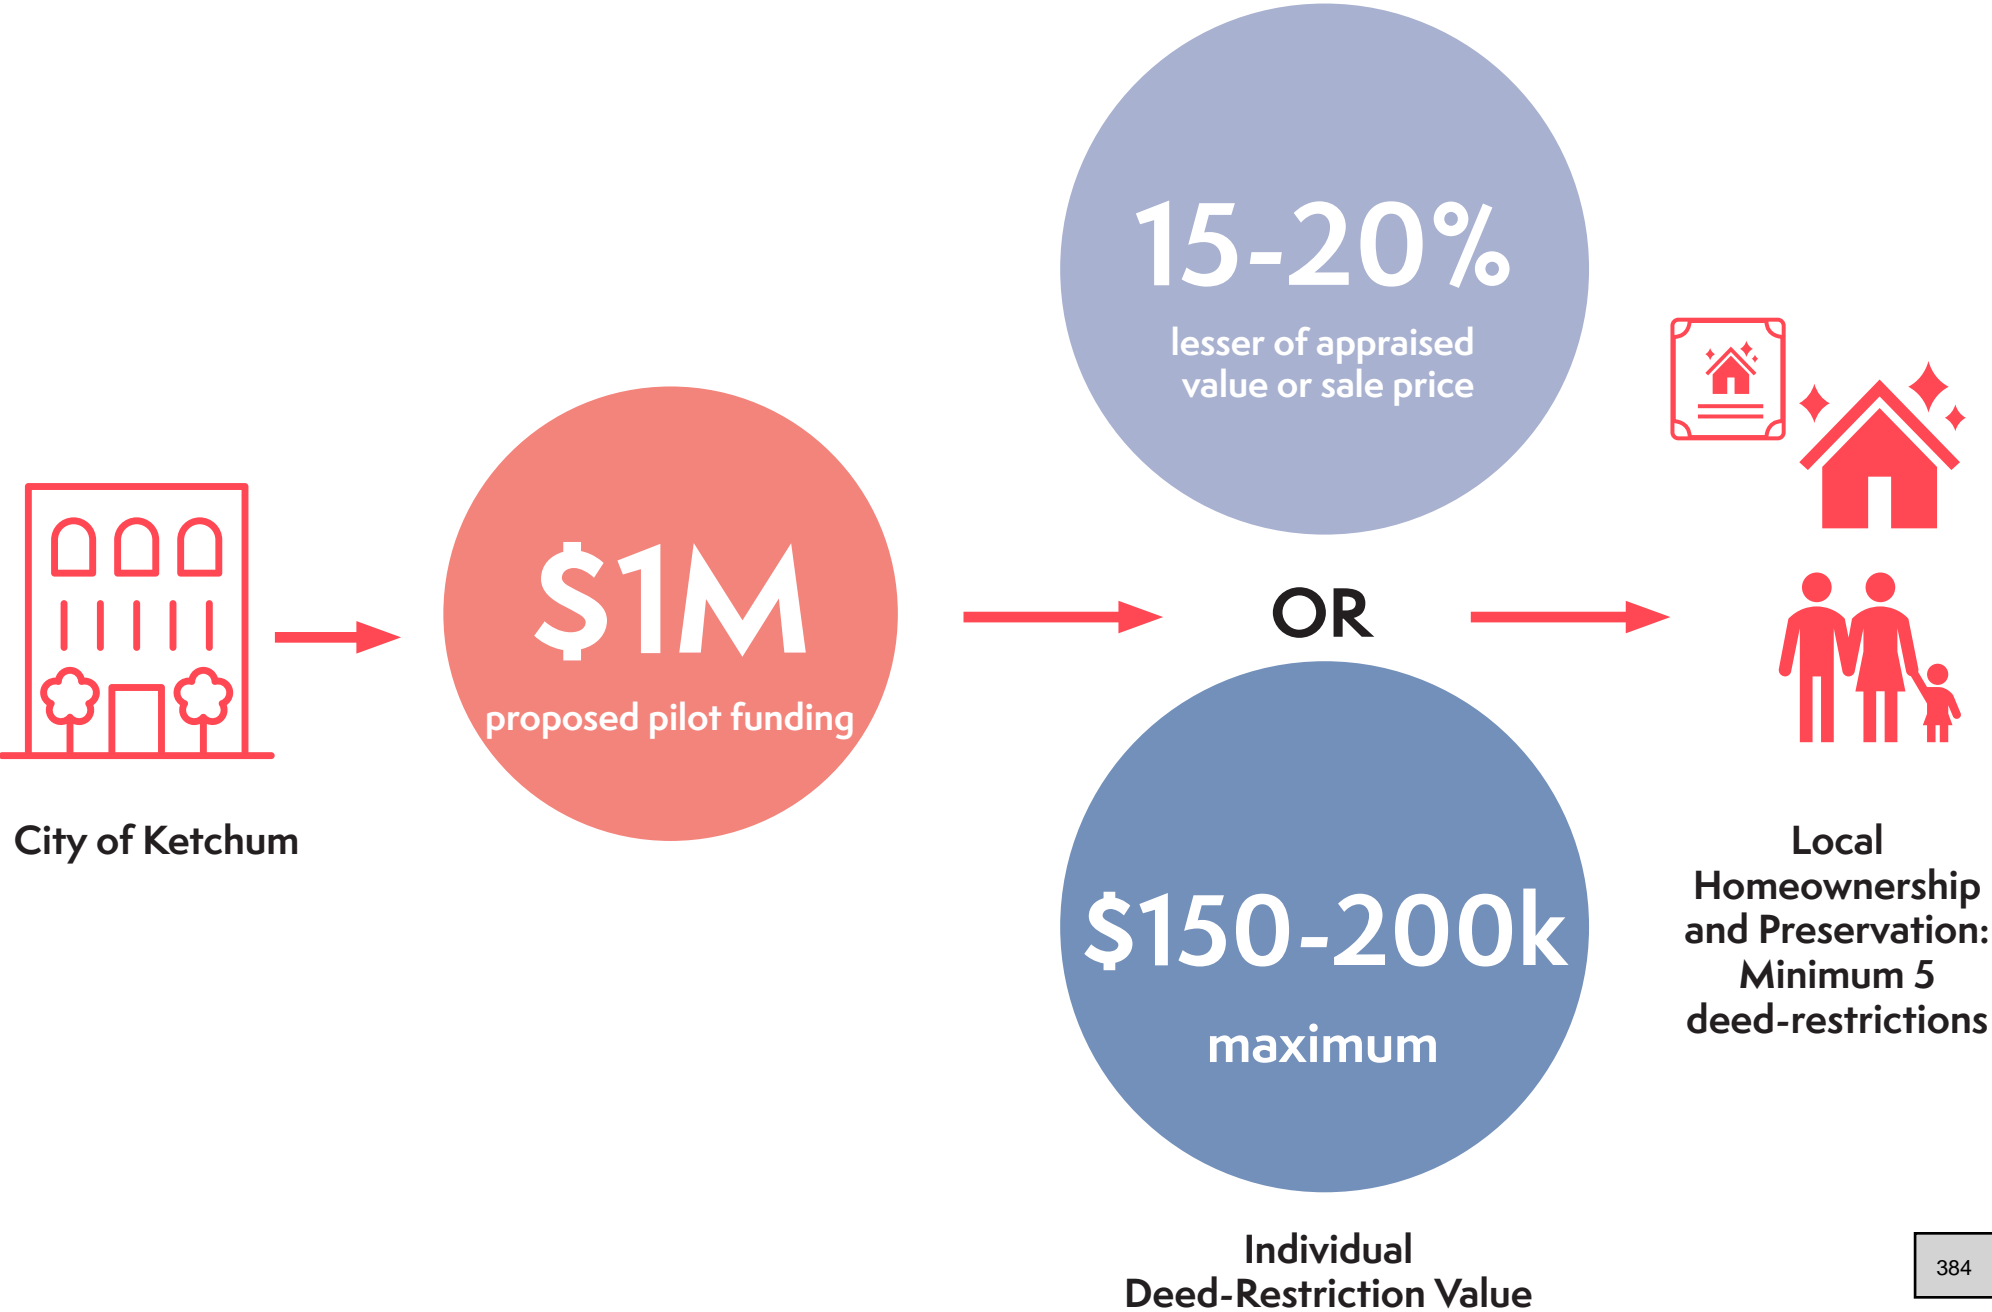 City of Ketchum
$1M
proposed pilot funding
15-20%
lesser of appraised
value or sale price
OR
$150-200k
maximum
Individual
Deed-Restriction Value
Local
Homeownership
and Preservation:
Minimum 5
deed-restrictions
384